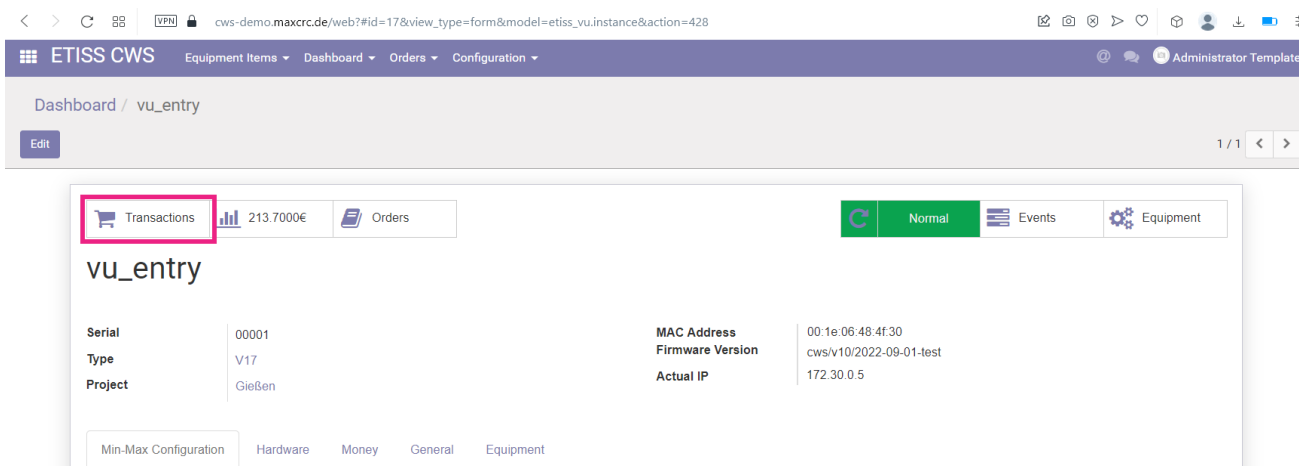 VPN cws-demo.maxcrc.de/web?#id=17&view_type=form&model=etiss_vu.instance&action=428
ETISS CWS Equipment Items Dashboard Orders Configuration @ Administrator Template
Dashboard / vu_entry
Edit 1 / 1
Transactions 213.7000€ Orders Normal Events Equipment
vu_entry
Serial 00001 MAC Address 00:1e:06:48:4f:30
Type V17 Firmware Version cws/v10/2022-09-01-test
Project Gießen Actual IP 172.30.0.5
Min-Max Configuration Hardware Money General Equipment